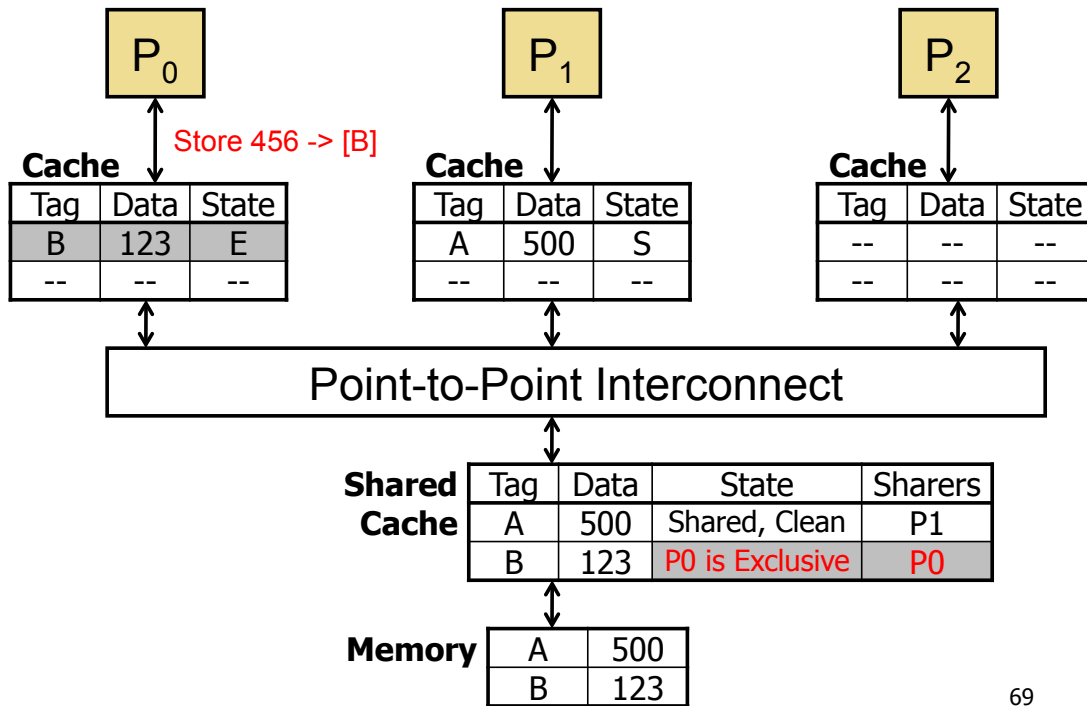 P0 P1 P2
Store 456 -> [B]
Cache Cache Cache
Tag Data State Tag Data State Tag Data State
B 123 E A 500 S -- -- --
-- -- -- -- -- -- -- -- --
Point-to-Point Interconnect
Shared Tag Data State Sharers
Cache A 500 Shared, Clean P1
B 123 P0 is Exclusive P0
Memory A 500
B 123
69